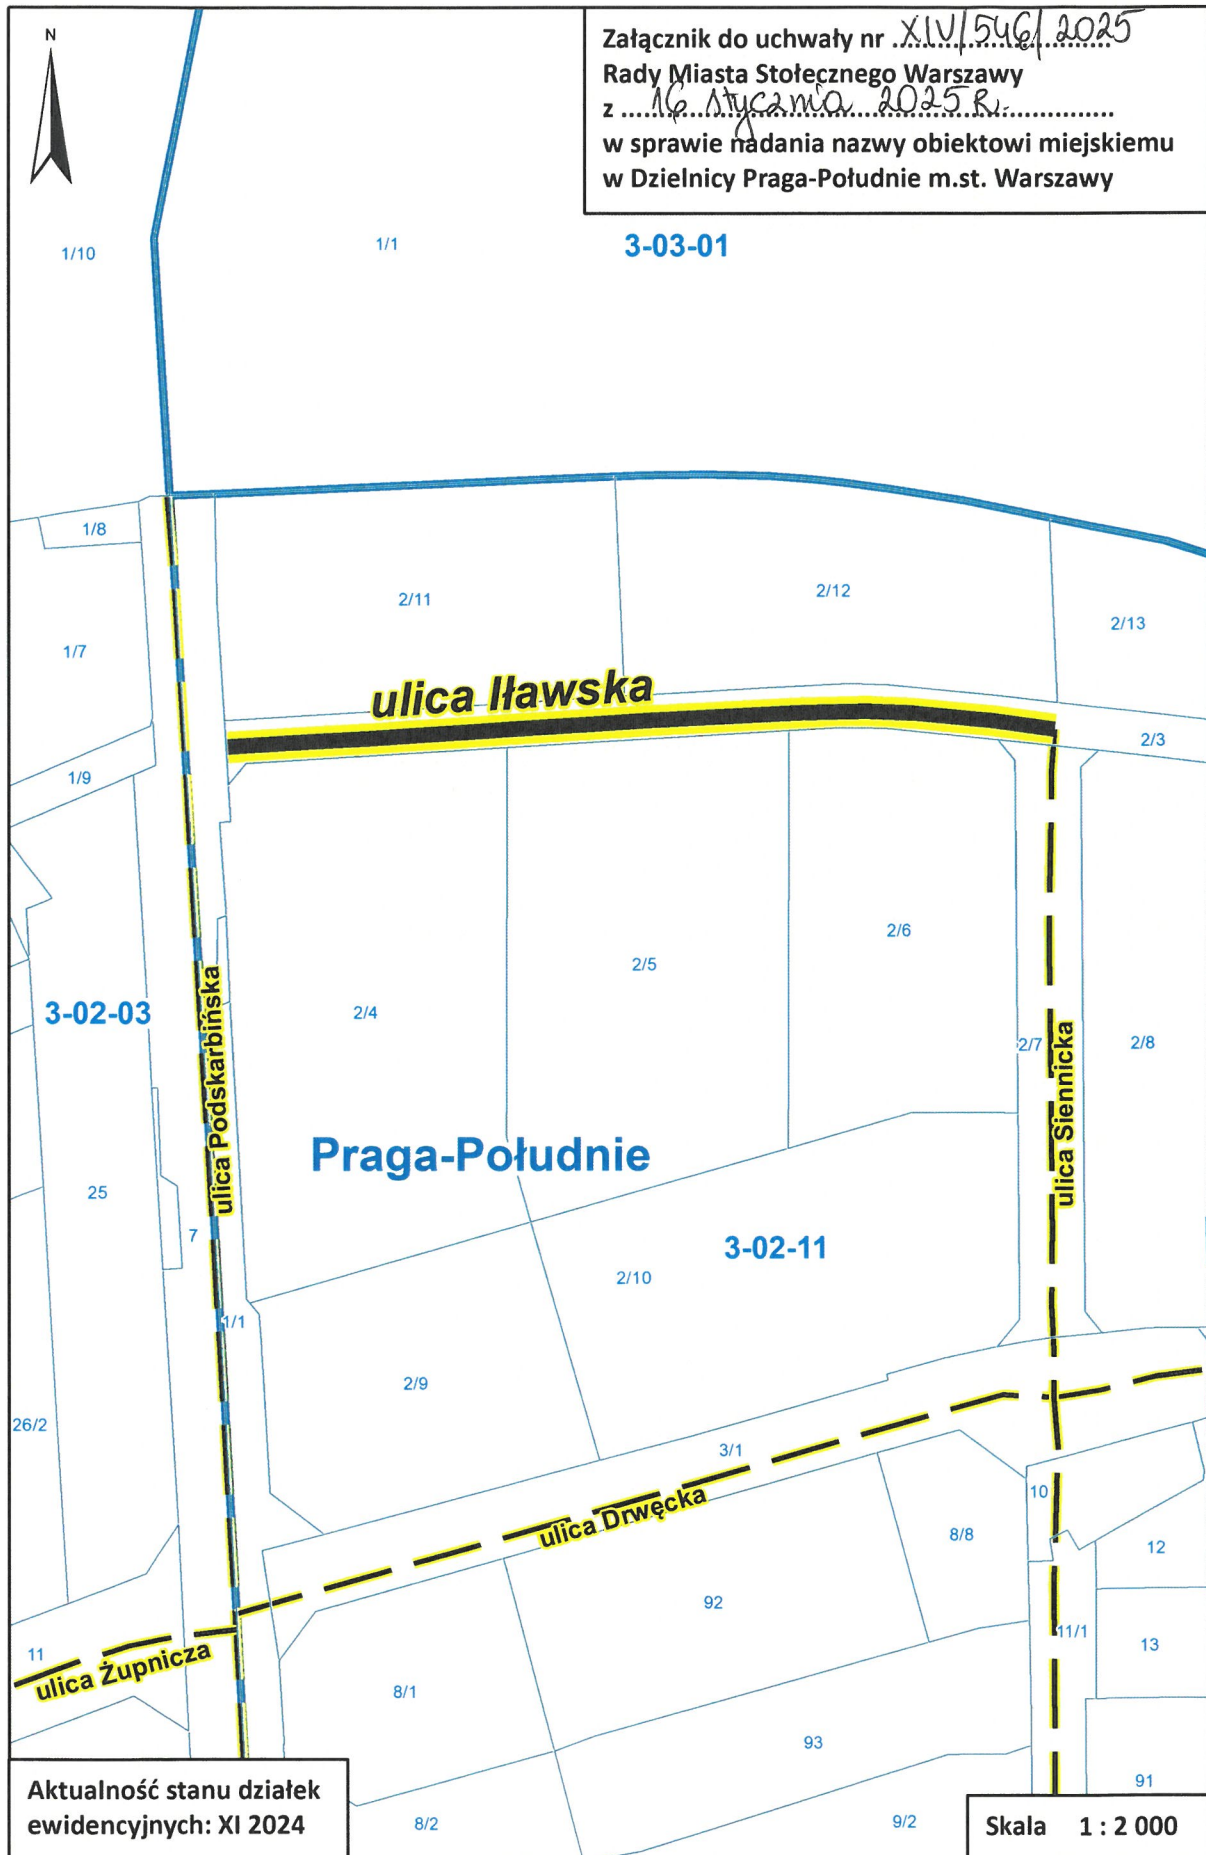 N
Załącznik do uchwały nr XIV/546/2025
Rady Miasta Stołecznego Warszawy
z 16 stycznia 2025 R.
w sprawie nadania nazwy obiektowi miejskiemu
w Dzielnicy Praga-Południe m.st. Warszawy
1/10
1/1
3-03-01
1/8
2/11
2/12
2/13
1/7
ulica Iławska
2/3
1/9
2/6
2/5
2/4
3-02-03
ulica Podskarbińska
2/7
ulica Siennicka
2/8
Praga-Południe
25
7
3-02-11
2/10
1/1
2/9
26/2
3/1
10
ulica Drwęcka
8/8
12
92
11
ulica Żupnicza
11/1
13
8/1
93
91
Aktualność stanu działek
ewidencyjnych: XI 2024
8/2
9/2
Skala 1 : 2 000